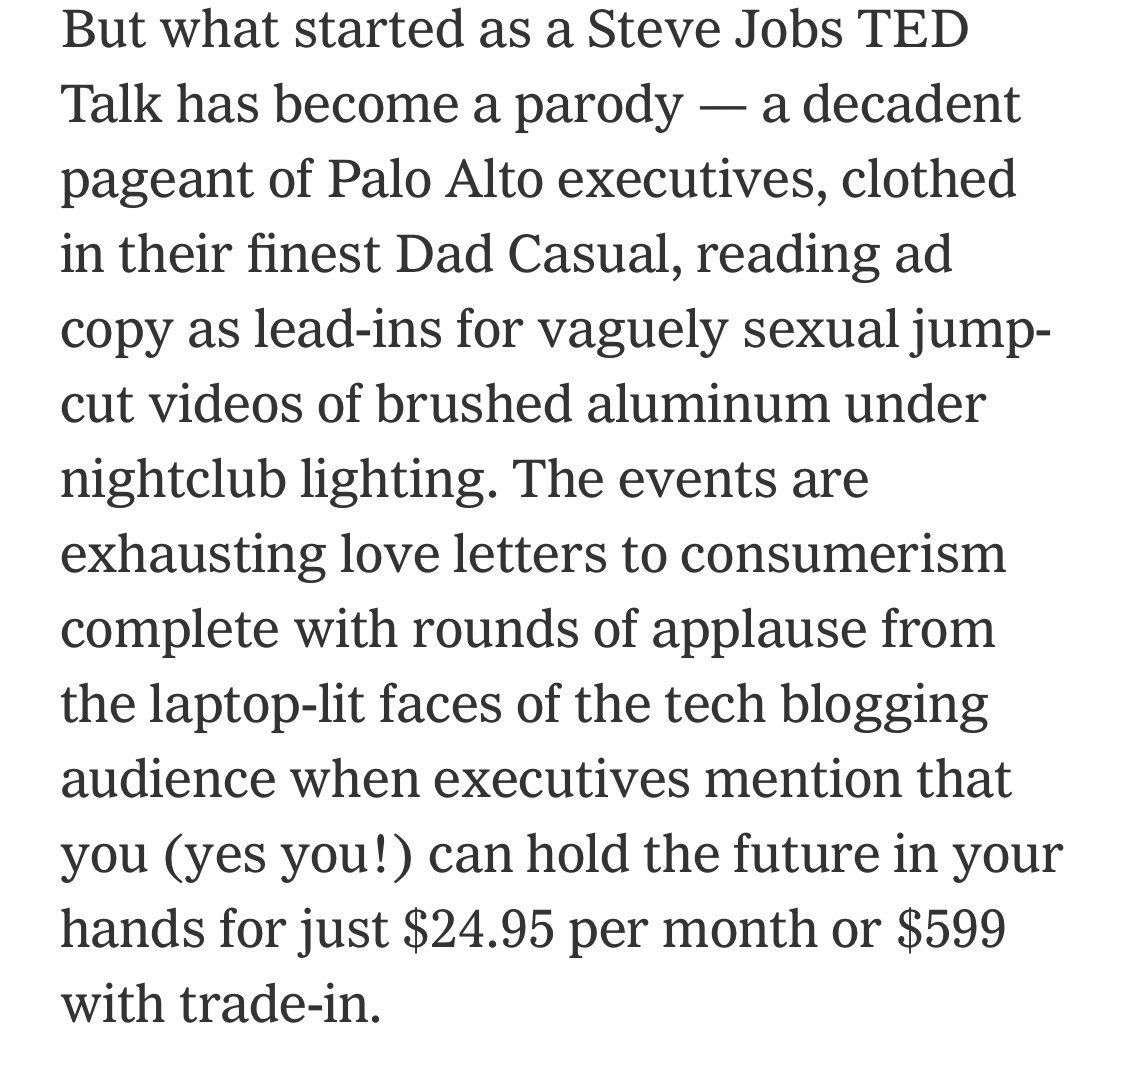 But what started as a Steve Jobs TED
Talk has become a parody — a decadent
pageant of Palo Alto executives, clothed
in their finest Dad Casual, reading ad
copy as lead-ins for vaguely sexual jump-
cut videos of brushed aluminum under
nightclub lighting. The events are
exhausting love letters to consumerism
complete with rounds of applause from
the laptop-lit faces of the tech blogging
audience when executives mention that
you (yes you!) can hold the future in your
hands for just $24.95 per month or $599
with trade-in.